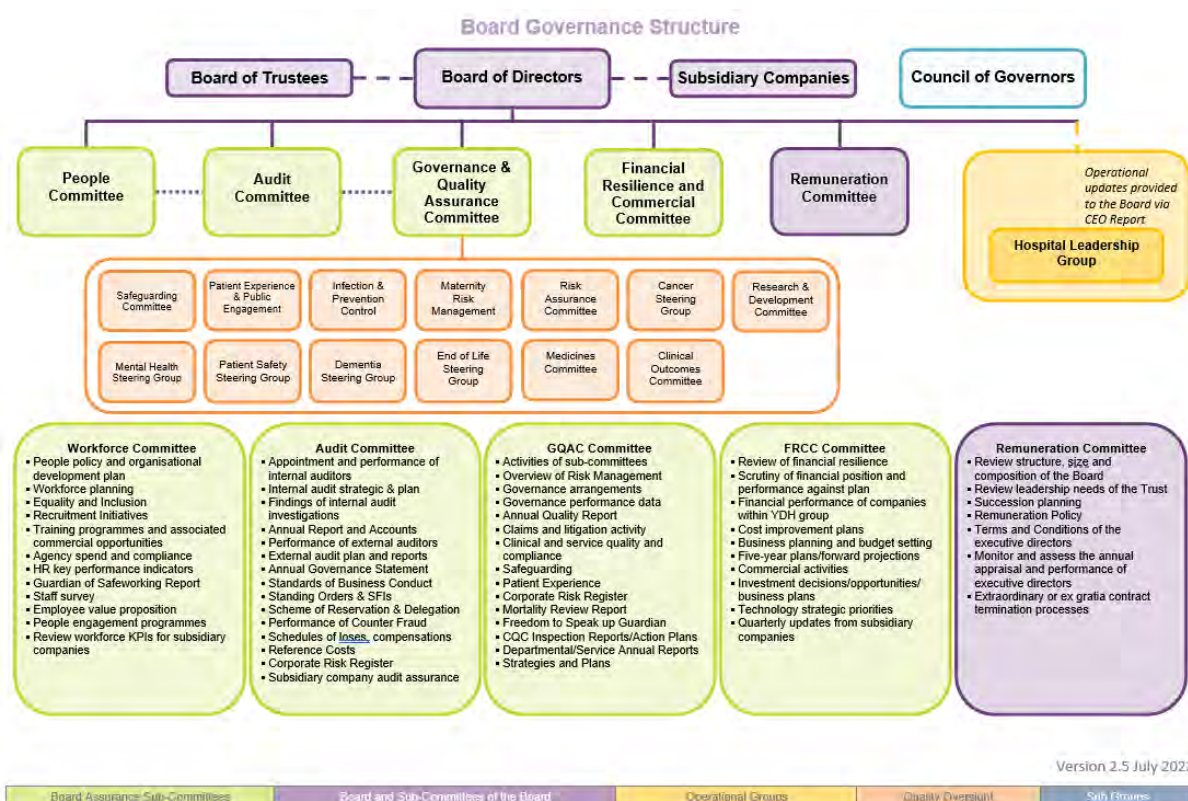 Board Governance Structure
Board of Trustees
Board of Directors
Subsidiary Companies
Council of Governors
People
Committee
Audit
Committee
Governance &
Quality
Assurance
Committee
Financial
Resilience and
Commercial
Committee
Remuneration
Committee
Operational
updates provided
to the Board via
CEO Report
Hospital Leadership
Group
Safeguarding
Committee
Patient Experience
& Public
Engagement
Infection &
Prevention
Control
Maternity
Risk
Management
Risk
Assurance
Committee
Cancer
Steering
Group
Research &
Development
Committee
Mental Health
Steering Group
Patient Safety
Steering Group
Dementia
Steering Group
End of Life
Steering
Group
Medicines
Committee
Clinical
Outcomes
Committee
Workforce Committee
▪ People policy and organisational
development plan
▪ Workforce planning
▪ Equality and Inclusion
▪ Recruitment Initiatives
▪ Training programmes and associated
commercial opportunities
▪ Agency spend and compliance
▪ HR key performance indicators
▪ Guardian of Safeworking Report
▪ Staff survey
▪ Employee value proposition
▪ People engagement programmes
▪ Review workforce KPIs for subsidiary
companies
Audit Committee
▪ Appointment and performance of
internal auditors
▪ Internal audit strategic & plan
▪ Findings of internal audit
investigations
▪ Annual Report and Accounts
▪ Performance of external auditors
▪ External audit plan and reports
▪ Annual Governance Statement
▪ Standards of Business Conduct
▪ Standing Orders & SFIs
▪ Scheme of Reservation & Delegation
▪ Performance of Counter Fraud
▪ Schedules of loses, compensations
▪ Reference Costs
▪ Corporate Risk Register
▪ Subsidiary company audit assurance
GQAC Committee
▪ Activities of sub-committees
▪ Overview of Risk Management
▪ Governance arrangements
▪ Governance performance data
▪ Annual Quality Report
▪ Claims and litigation activity
▪ Clinical and service quality and
compliance
▪ Safeguarding
▪ Patient Experience
▪ Corporate Risk Register
▪ Mortality Review Report
▪ Freedom to Speak up Guardian
▪ CQC Inspection Reports/Action Plans
▪ Departmental/Service Annual Reports
▪ Strategies and Plans
FRCC Committee
▪ Review of financial resilience
▪ Scrutiny of financial position and
performance against plan
▪ Financial performance of companies
within YDH group
▪ Cost improvement plans
▪ Business planning and budget setting
▪ Five-year plans/forward projections
▪ Commercial activities
▪ Investment decisions/opportunities/
business plans
▪ Technology strategic priorities
▪ Quarterly updates from subsidiary
companies
Remuneration Committee
▪ Review structure, size and
composition of the Board
▪ Review leadership needs of the Trust
▪ Succession planning
▪ Remuneration Policy
▪ Terms and Conditions of the
executive directors
▪ Monitor and assess the annual
appraisal and performance of
executive directors
▪ Extraordinary or ex gratia contract
termination processes
Version 2.5 July 202
Board Assurance Sub-Committees
Board and Sub-Committees of the Board
Operational Groups
Quality Oversight
Sub Groups